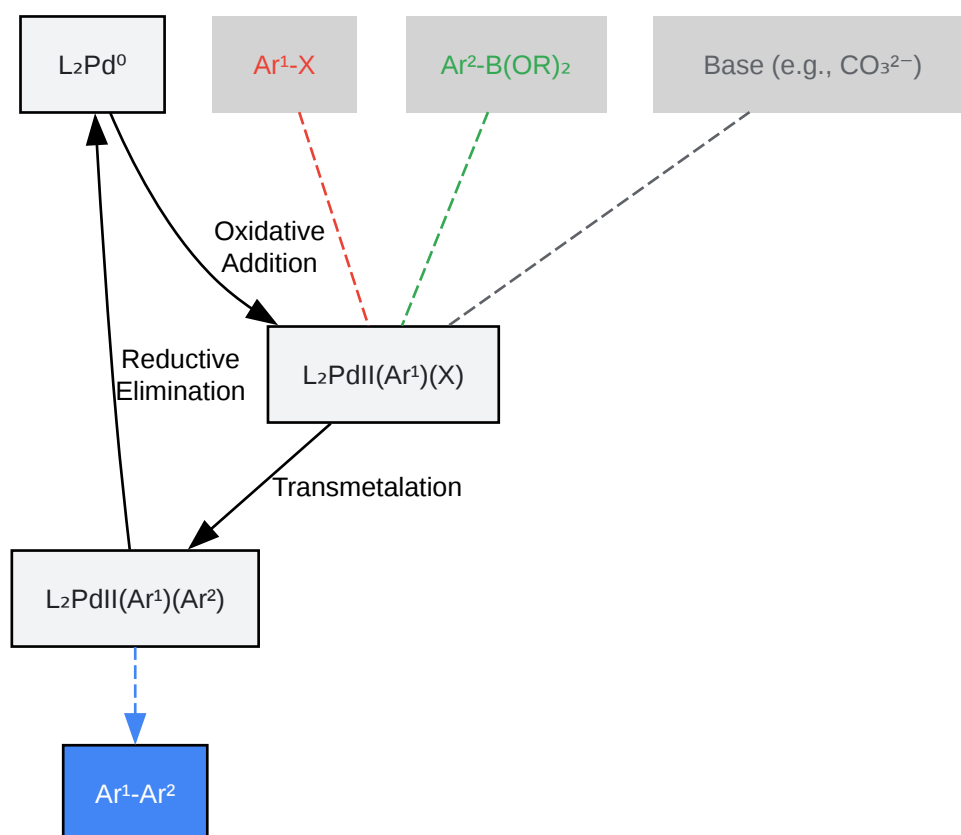 L₂Pd⁰
Ar¹-X
Ar²-B(OR)₂
Base (e.g., CO₃²⁻)
Oxidative
Addition
Reductive
Elimination
L₂PdII(Ar¹)(X)
Transmetalation
L₂PdII(Ar¹)(Ar²)
Ar¹-Ar²